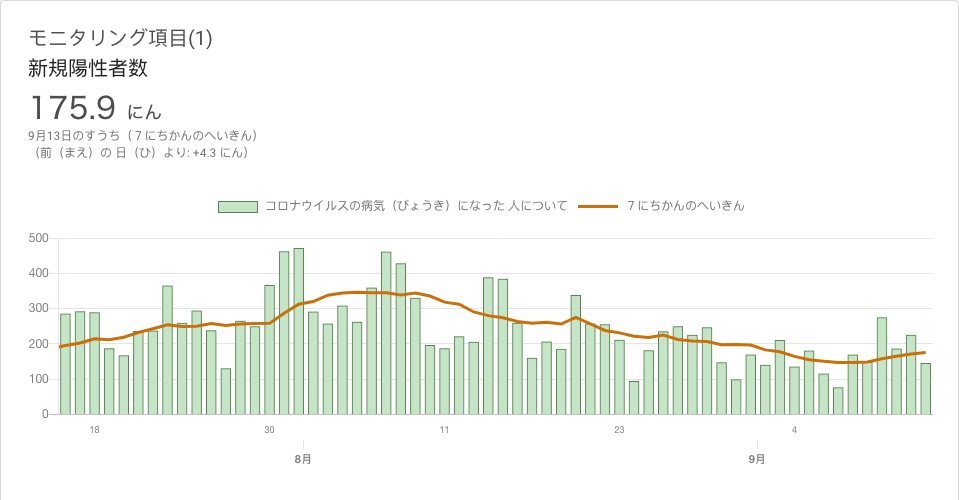 モニタリング項目(1)
新規陽性者数
175.9 にん
9月13日のすうち（７にちかんのへいきん）
（前（まえ）の 日（ひ）より: +4.3 にん）
コロナウイルスの病気（びょうき）になった 人について ７にちかんのへいきん
500
400
300
200
100
0
18 30 11 23 4
8月 9月